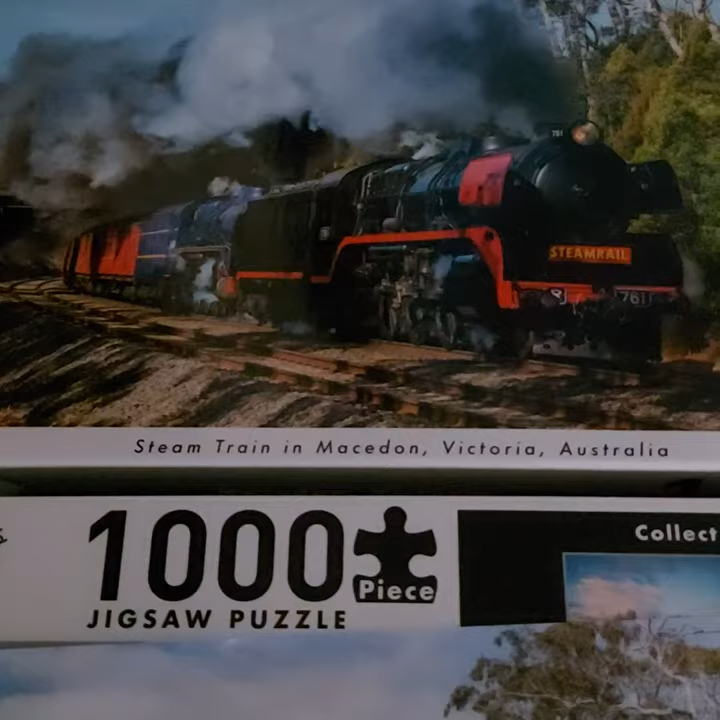 761
STEAMRAIL
R 761
Steam Train in Macedon, Victoria, Australia
1000 Piece
JIGSAW PUZZLE
Collect